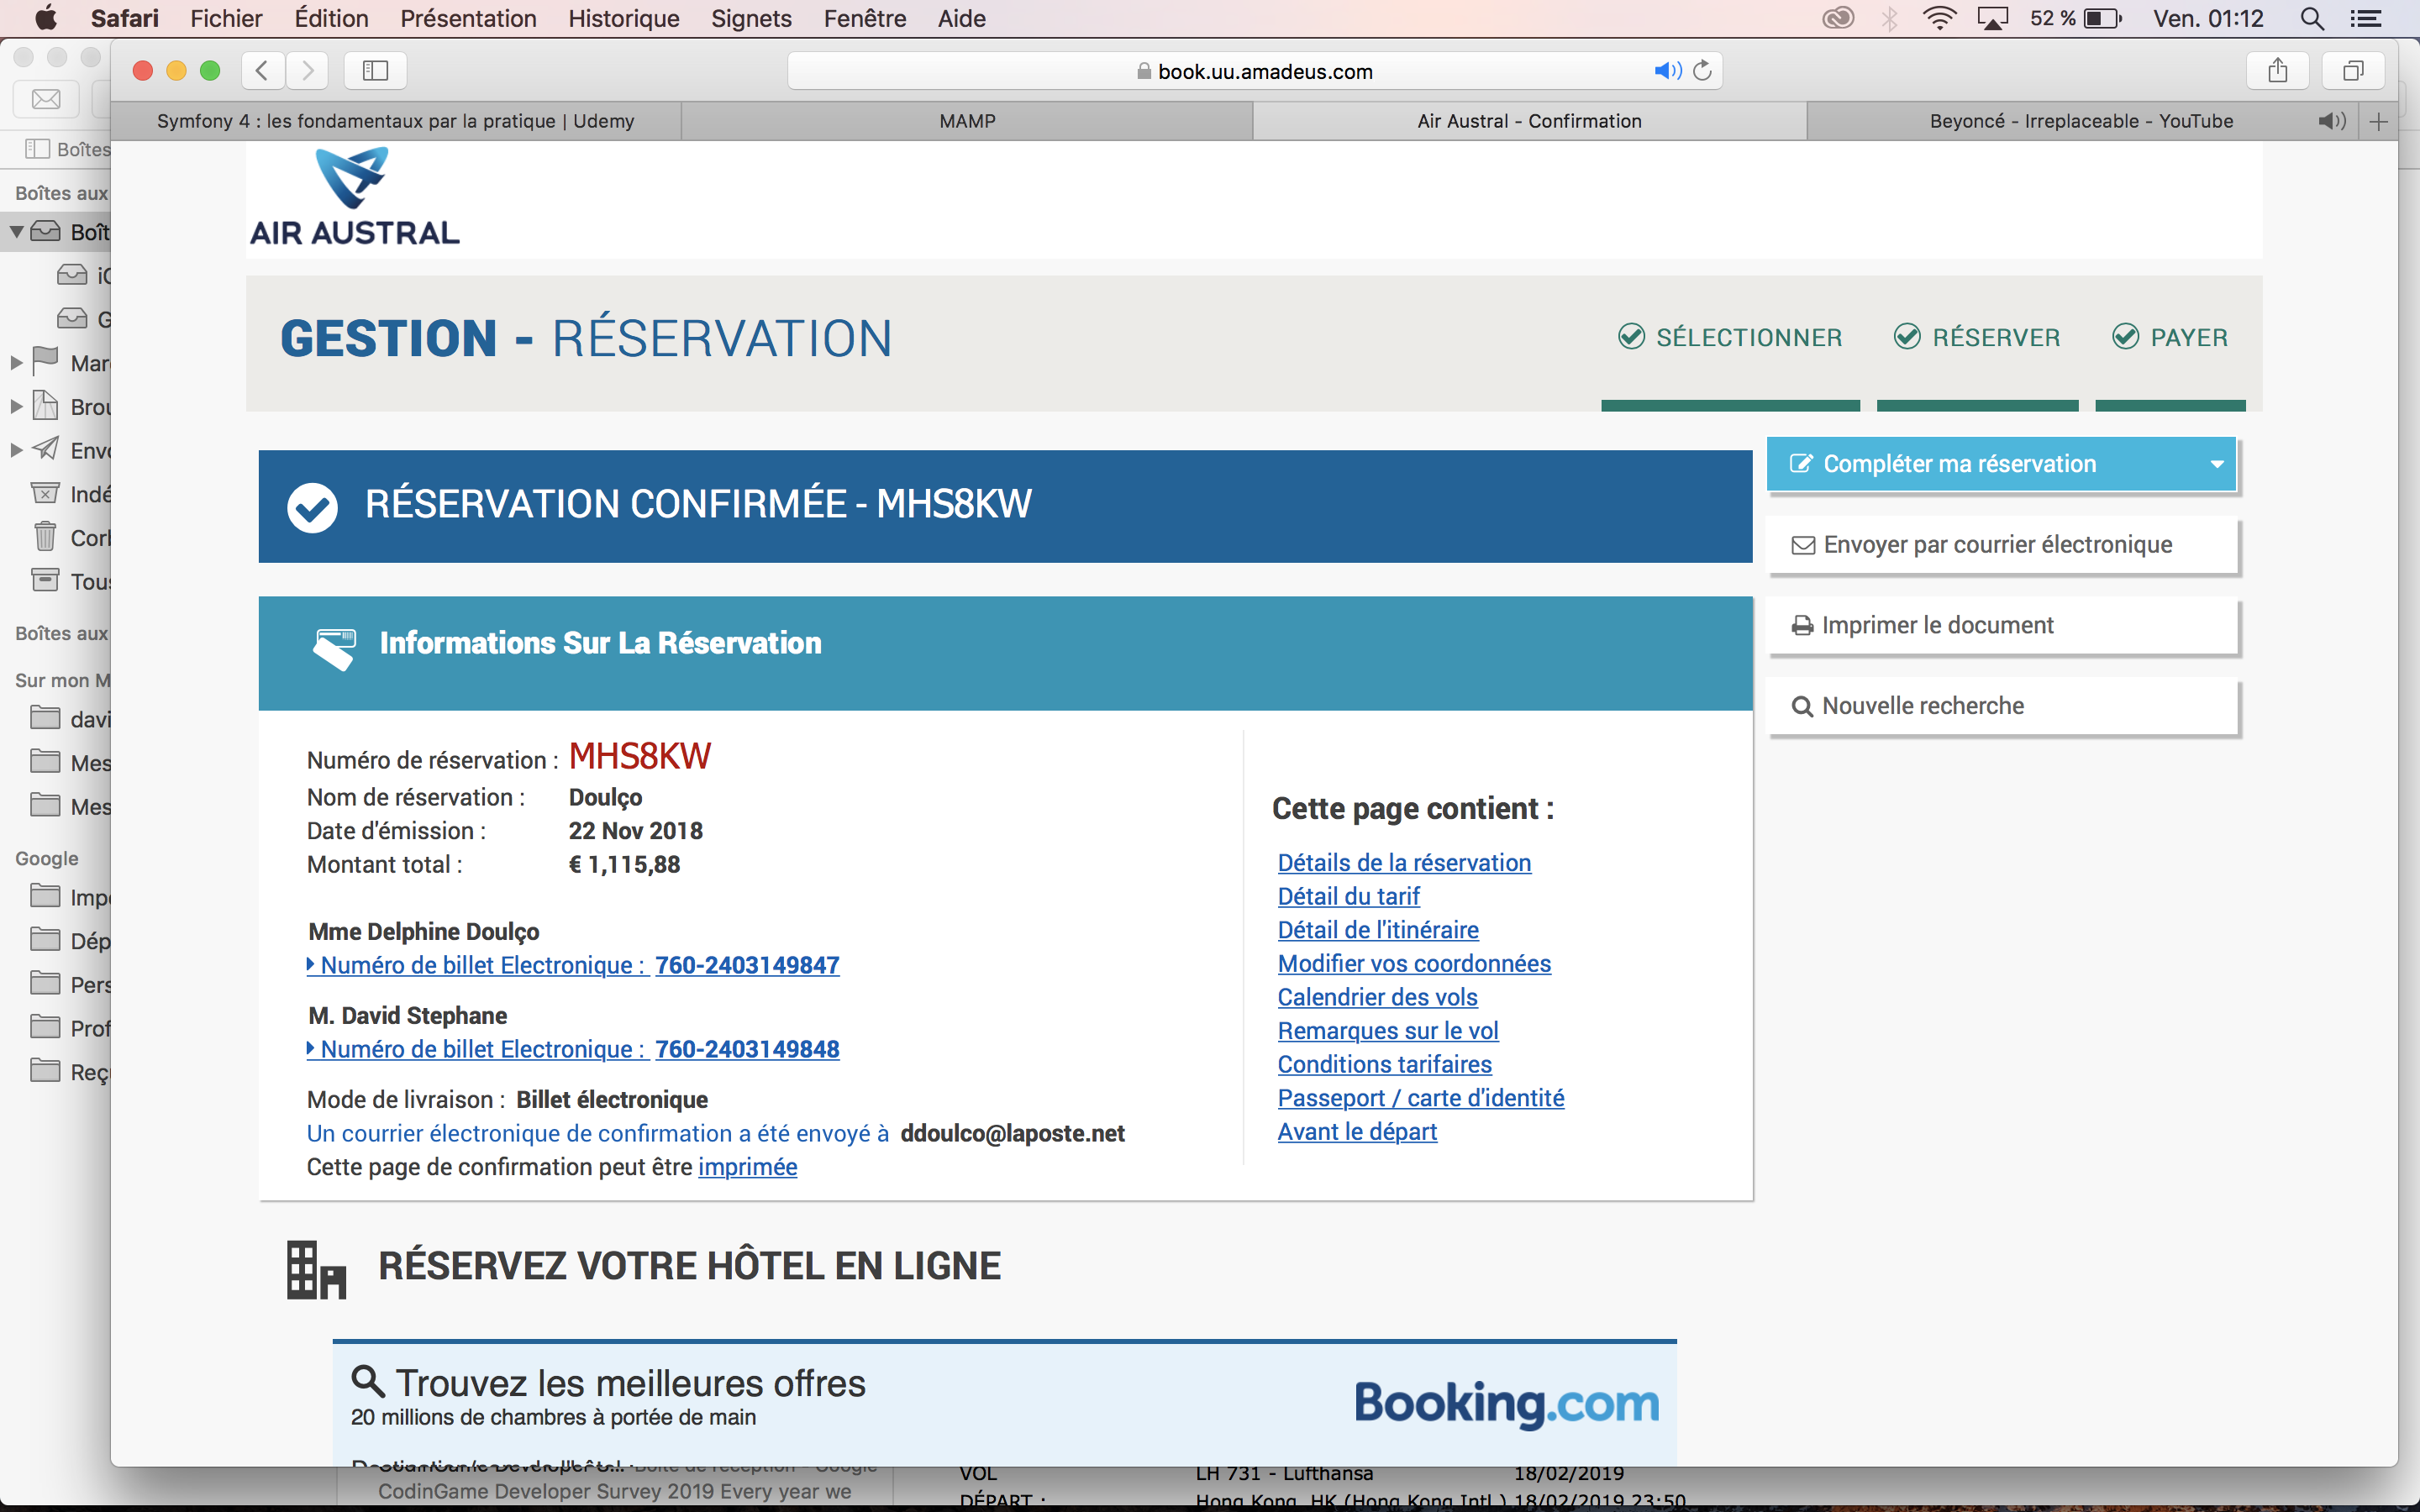 Safari Fichier Édition Présentation Historique Signets Fenêtre Aide 52 % Ven. 01:12
book.uu.amadeus.com
Symfony 4 : les fondamentaux par la pratique | Udemy MAMP Air Austral - Confirmation Beyoncé - Irreplaceable - YouTube
Boîtes
Boîtes aux
Boît
Mar
Brou
Envo
Indé
Corb
Tous
Boîtes aux
Sur mon M
davi
Mes
Mes
Google
Impo
Dép
Pers
Prof
Reçu
AIR AUSTRAL
GESTION - RÉSERVATION
SÉLECTIONNER RÉSERVER PAYER
RÉSERVATION CONFIRMÉE - MHS8KW
Compléter ma réservation
Envoyer par courrier électronique
Imprimer le document
Nouvelle recherche
Informations Sur La Réservation
Numéro de réservation : MHS8KW
Nom de réservation : Doulço
Date d'émission : 22 Nov 2018
Montant total : € 1,115,88
Mme Delphine Doulço
Numéro de billet Electronique : 760-2403149847
M. David Stephane
Numéro de billet Electronique : 760-2403149848
Mode de livraison : Billet électronique
Un courrier électronique de confirmation a été envoyé à ddoulco@laposte.net
Cette page de confirmation peut être imprimée
Cette page contient :
Détails de la réservation
Détail du tarif
Détail de l'itinéraire
Modifier vos coordonnées
Calendrier des vols
Remarques sur le vol
Conditions tarifaires
Passeport / carte d'identité
Avant le départ
RÉSERVEZ VOTRE HÔTEL EN LIGNE
Trouvez les meilleures offres
20 millions de chambres à portée de main
Booking.com
VOL LH 731 - Lufthansa 18/02/2019
CodinGame Developer Survey 2019 Every year we
DÉPART : Hong Kong, HK (Hong Kong Intl.) 18/02/2019 23:50